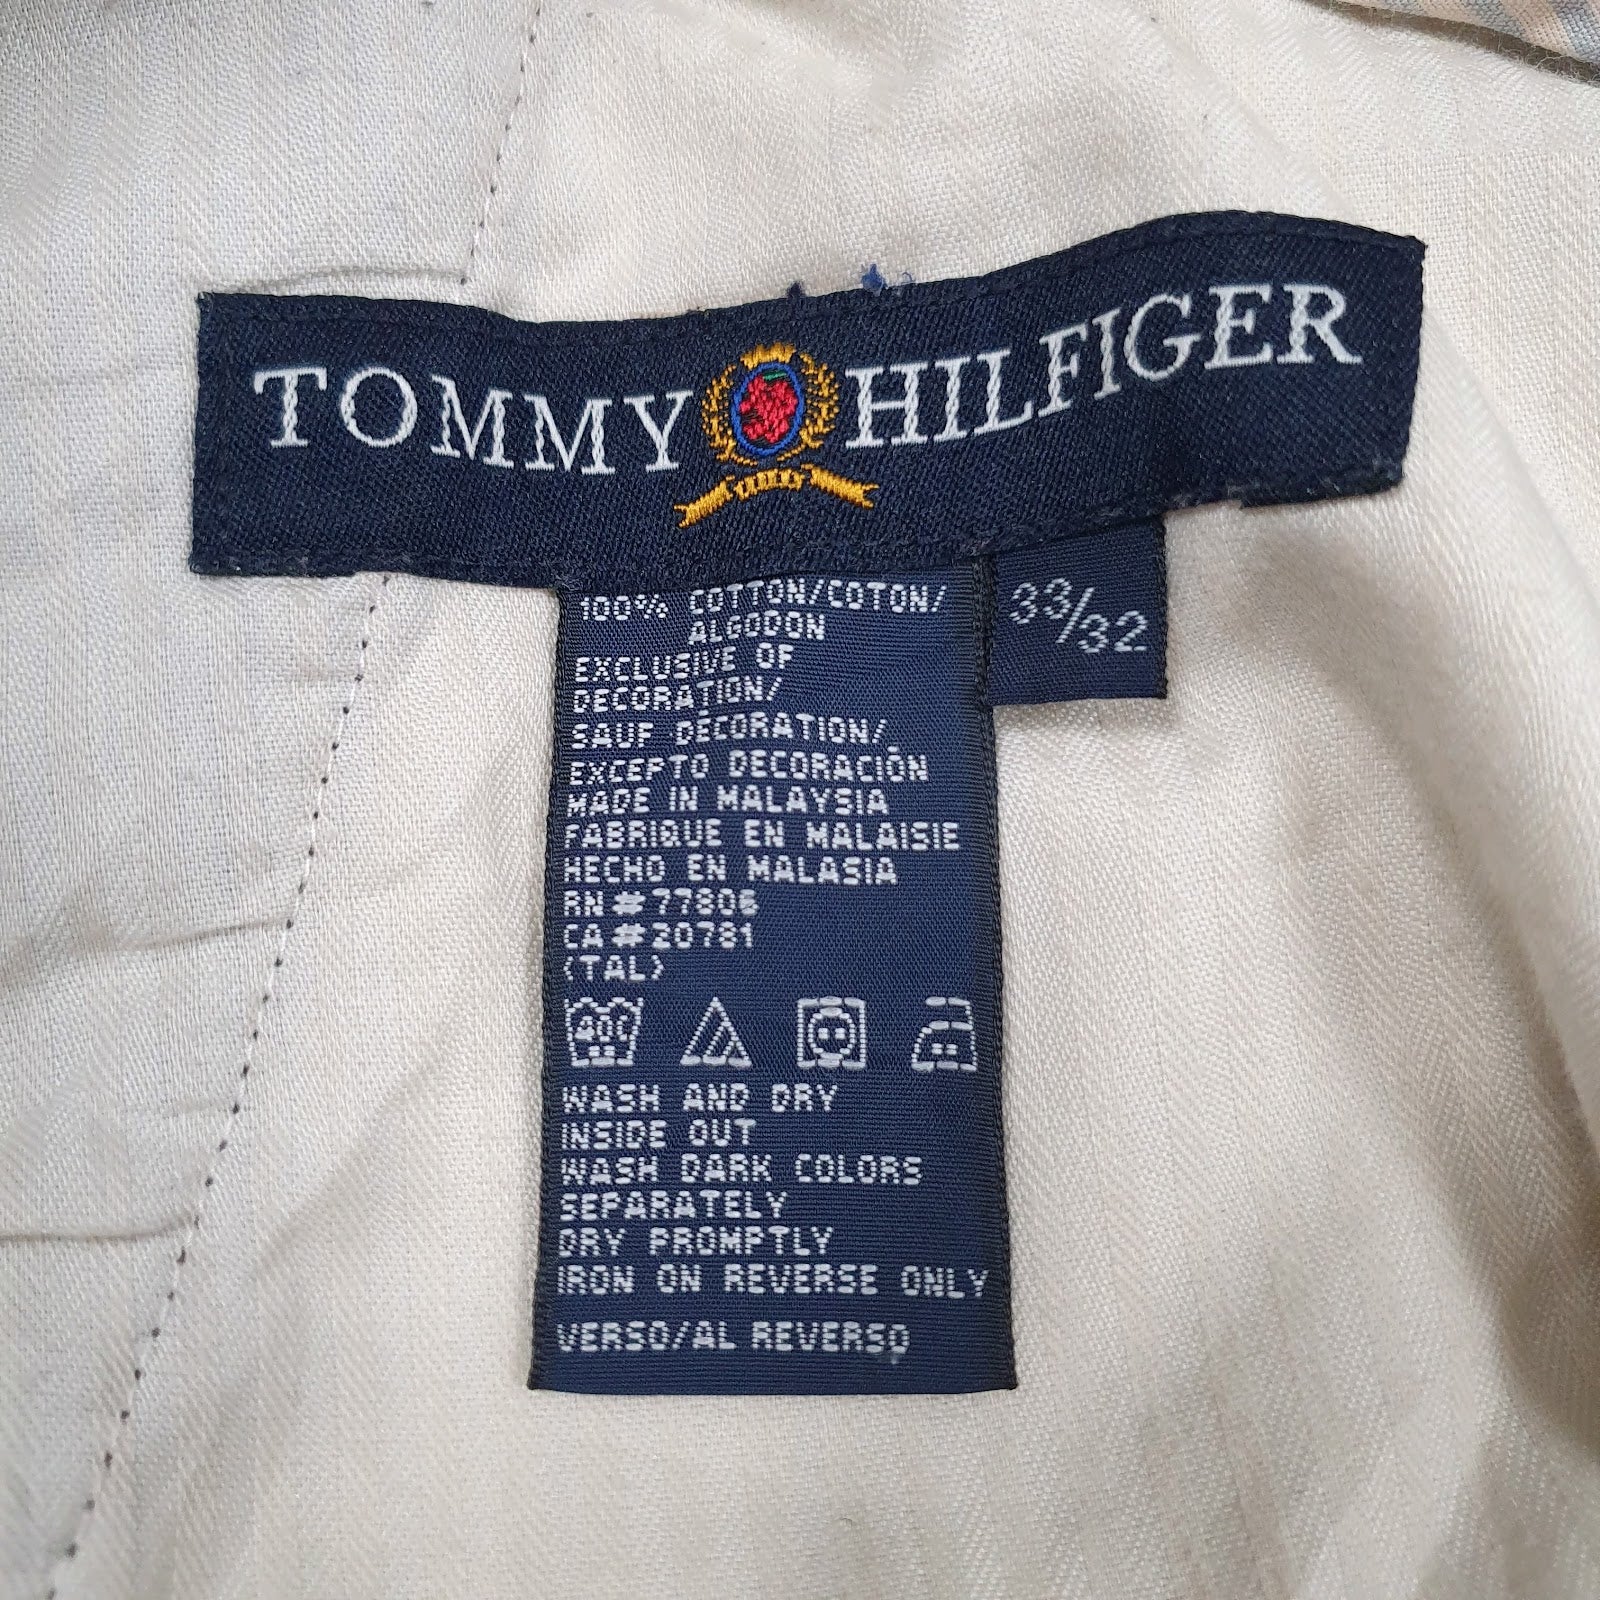 TOMMY HILFIGER
33/32
100% COTTON/COTON/
ALGODON
EXCLUSIVE OF
DECORATION/
SAUF DÉCORATION/
EXCEPTO DECORACIÓN
MADE IN MALAYSIA
FABRIQUE EN MALAISIE
HECHO EN MALASIA
RN#77806
CA#20781
(TAL)
40C
WASH AND DRY
INSIDE OUT
WASH DARK COLORS
SEPARATELY
DRY PROMPTLY
IRON ON REVERSE ONLY
VERSO/AL REVERSO